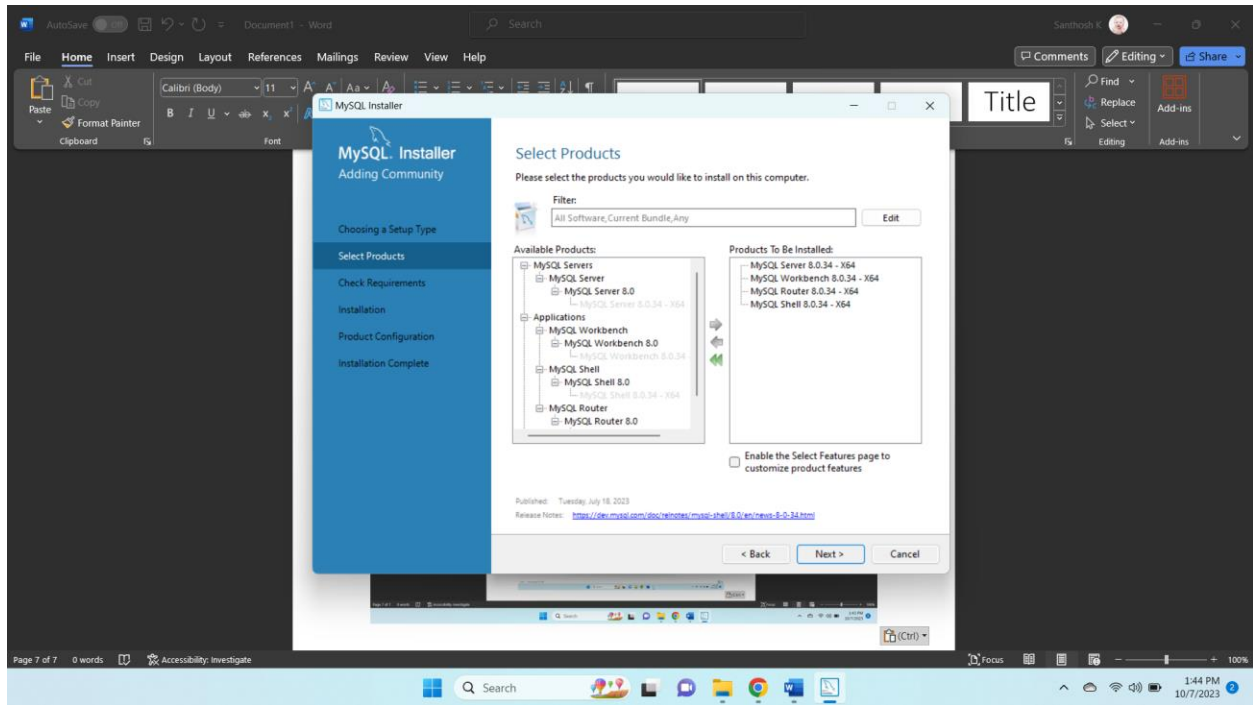 AutoSave Off Document1 - Word Search Santhosh K
File Home Insert Design Layout References Mailings Review View Help Comments Editing Share
Paste
Cut
Copy
Format Painter
Clipboard
Calibri (Body) 11
Font
Title
Find
Replace
Select
Editing
Add-ins
Add-ins
MySQL Installer
MySQL. Installer
Adding Community
Choosing a Setup Type
Select Products
Check Requirements
Installation
Product Configuration
Installation Complete
Select Products
Please select the products you would like to install on this computer.
Filter:
All Software,Current Bundle,Any Edit
Available Products:
MySQL Servers
MySQL Server
MySQL Server 8.0
MySQL Server 8.0.34 - X64
Applications
MySQL Workbench
MySQL Workbench 8.0
MySQL Workbench 8.0.34
MySQL Shell
MySQL Shell 8.0
MySQL Shell 8.0.34 - X64
MySQL Router
MySQL Router 8.0
Products To Be Installed:
MySQL Server 8.0.34 - X64
MySQL Workbench 8.0.34 - X64
MySQL Router 8.0.34 - X64
MySQL Shell 8.0.34 - X64
Enable the Select Features page to
customize product features
Published: Tuesday, July 18, 2023
Release Notes: https://dev.mysql.com/doc/relnotes/mysql-shell/8.0/en/news-8-0-34.html
< Back Next > Cancel
(Ctrl)
Page 7 of 7 0 words Accessibility: Investigate Focus 100%
Search
1:44 PM
10/7/2023 2